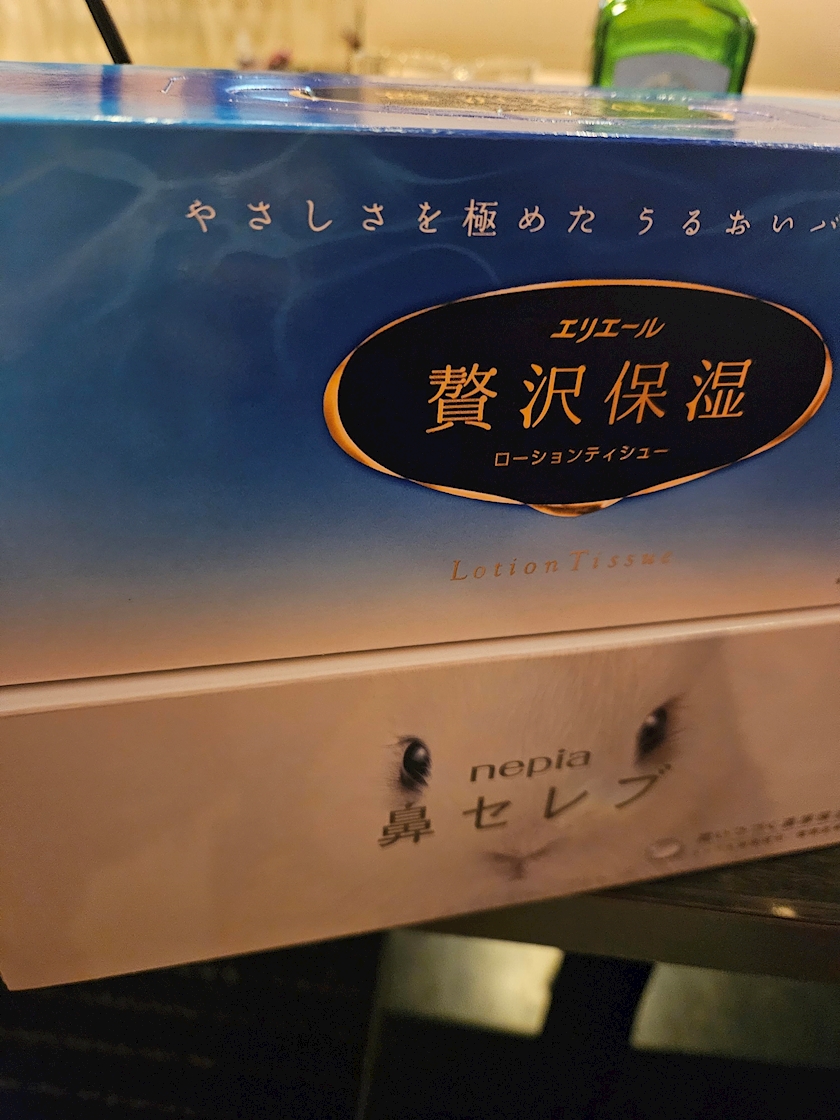 やさしさを極めた うるおい
エリエール
贅沢保湿
ローションティシュー
Lotion Tissue
nepia
鼻セレブ